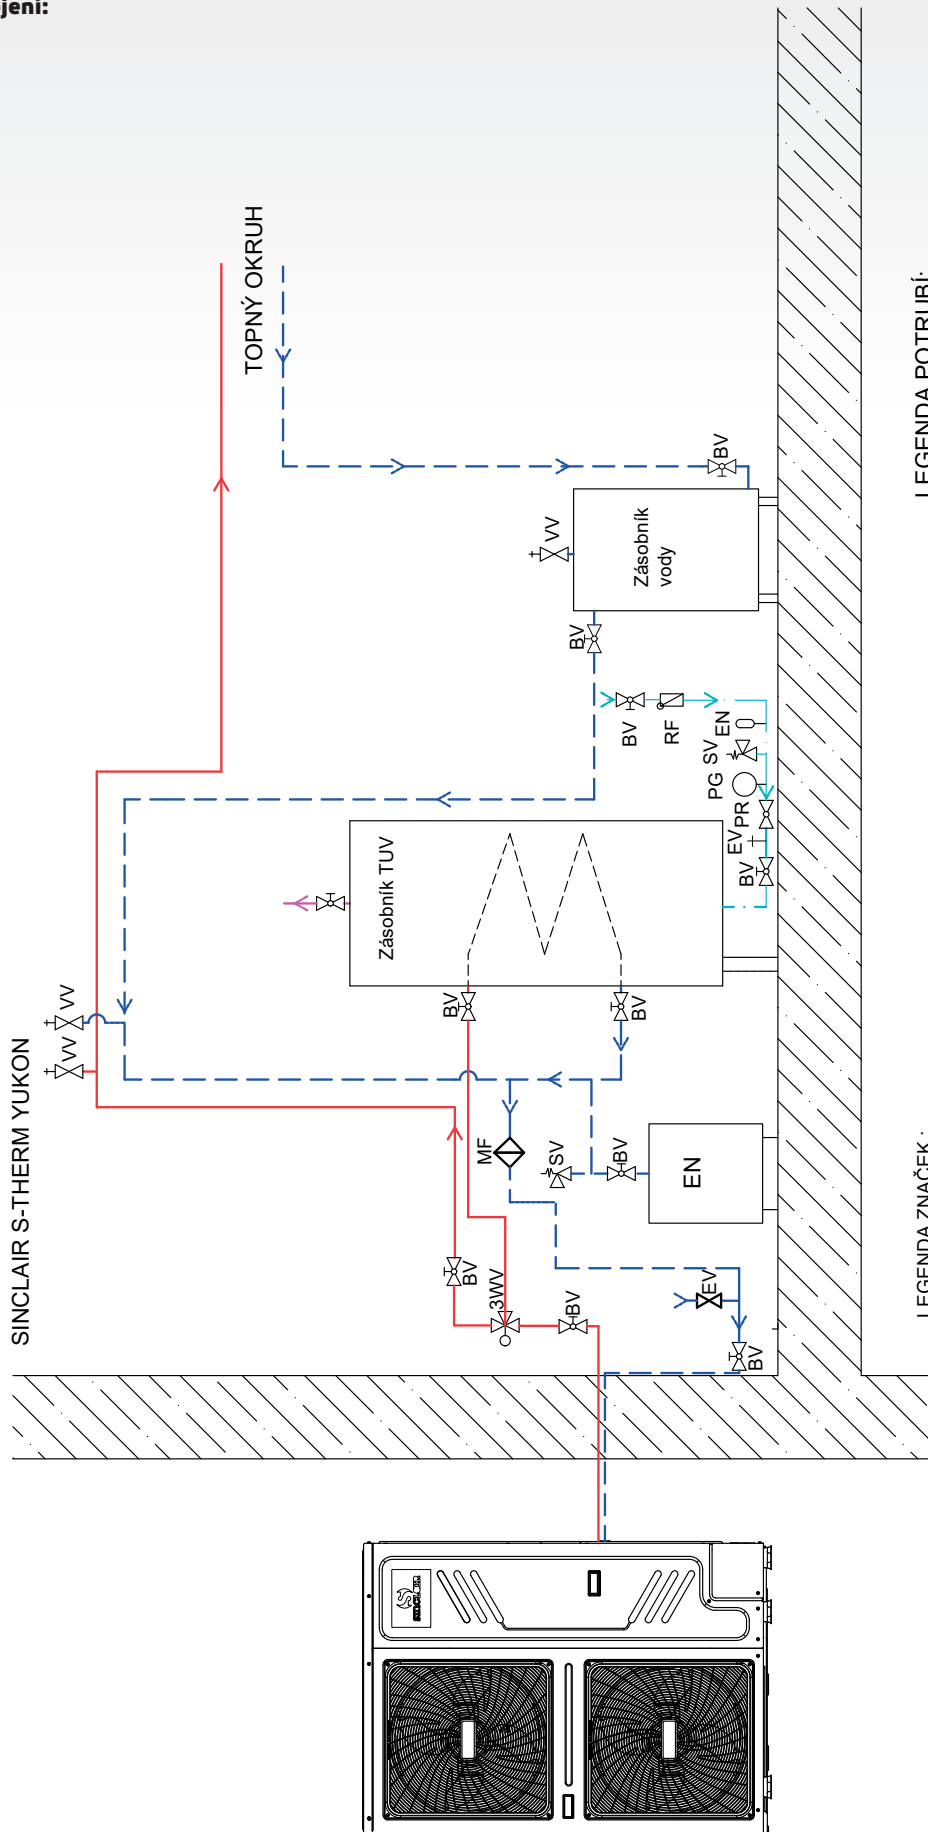 jení:
SINCLAIR S-THERM YUKON
TOPNÝ OKRUH
VV
VV
VV
BV
Zásobník
vody
BV
BV
RF
EN
SV
PG
PR
EV
BV
Zásobník TUV
BV
BV
MF
SV
BV
EN
BV
3WV
BV
EV
BV
SINCLAIR
LEGENDA ZNAČEK :
LEGENDA POTRUBÍ: